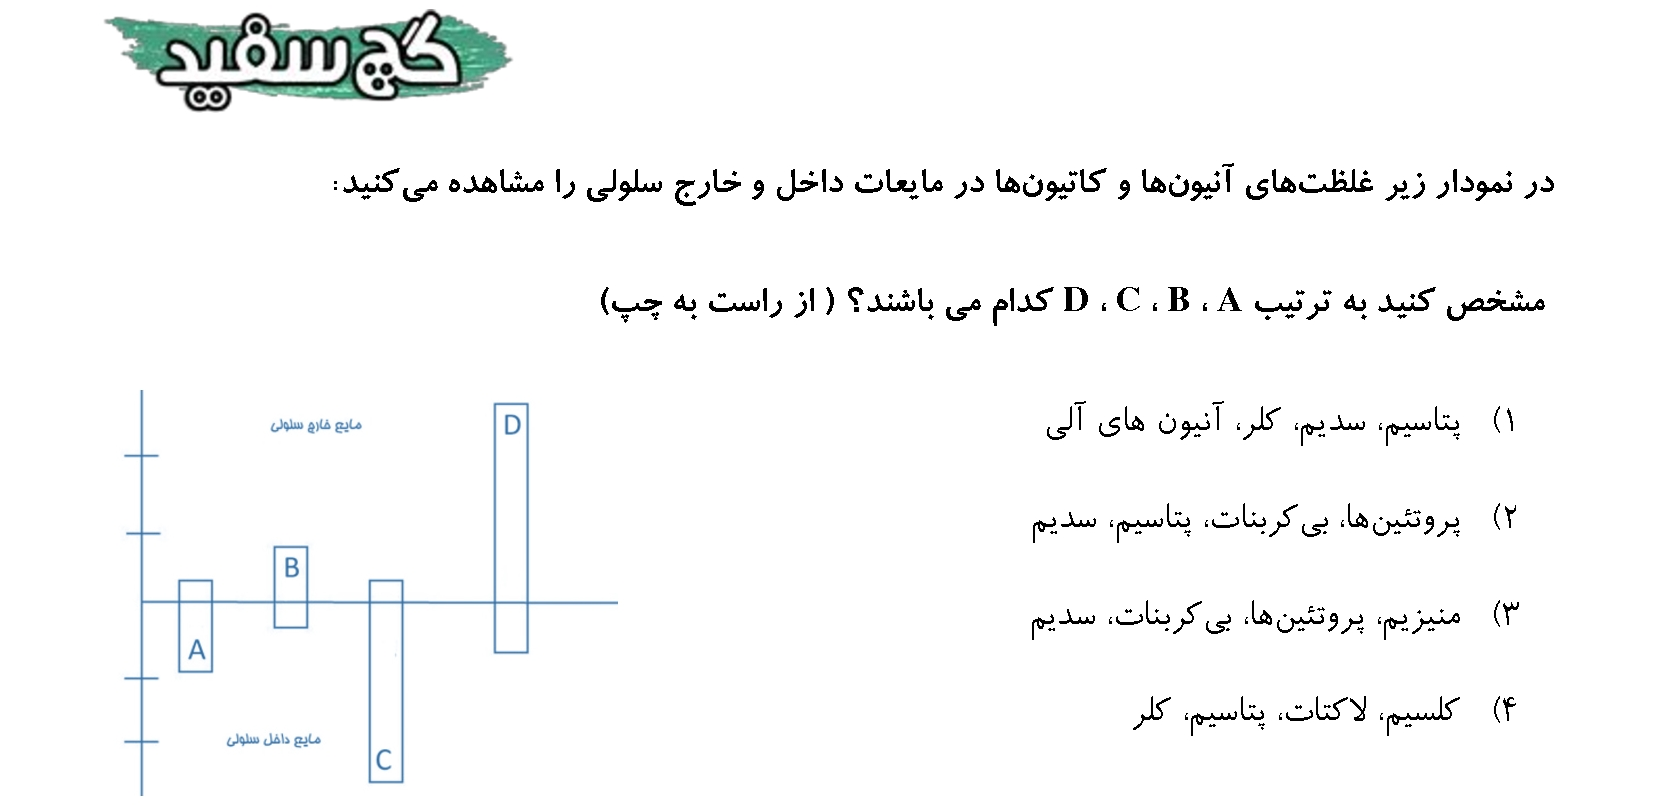 گچ سفید
در نمودار زیر غلظت‌های آنیون‌ها و کاتیون‌ها در مایعات داخل و خارج سلولی را مشاهده می‌کنید:
مشخص کنید به ترتیب A ، B ، C ، D کدام می باشند؟ ( از راست به چپ)
۱) پتاسیم، سدیم، کلر، آنیون های آلی
۲) پروتئین‌ها، بی‌کربنات، پتاسیم، سدیم
۳) منیزیم، پروتئین‌ها، بی‌کربنات، سدیم
۴) کلسیم، لاکتات، پتاسیم، کلر
مایع خارج سلولی
D
B
A
مایع داخل سلولی
C